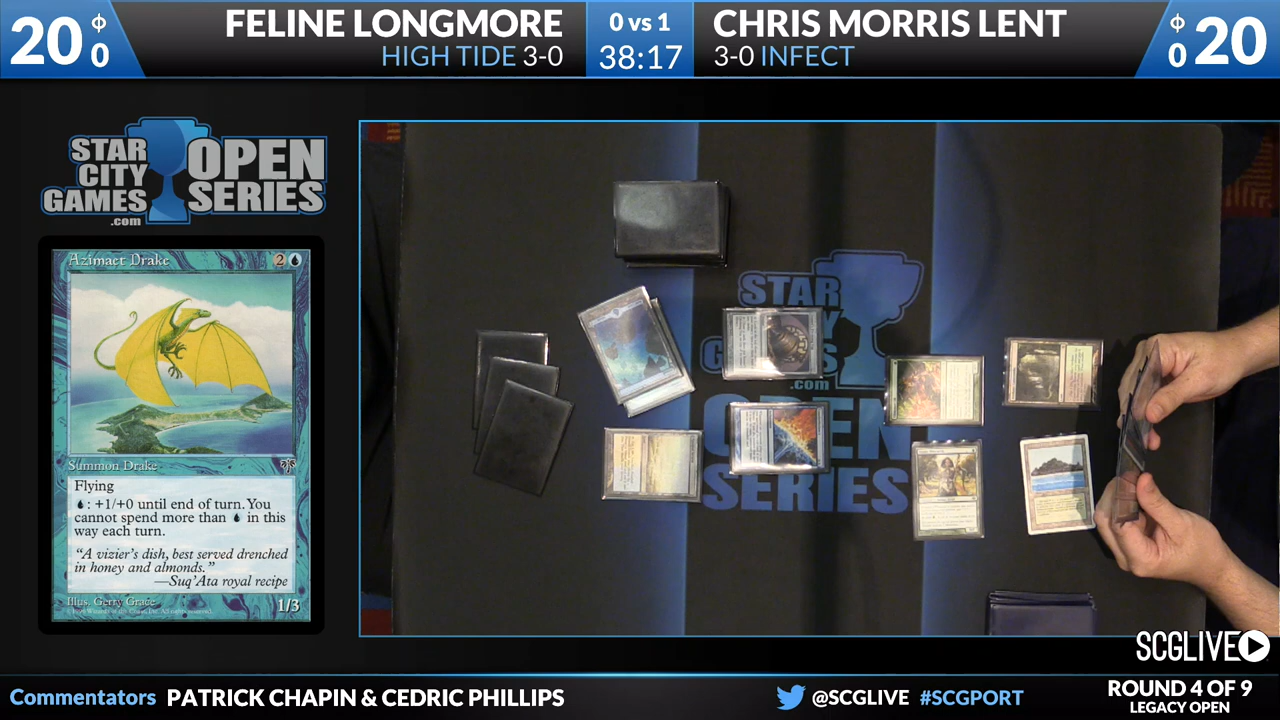 20 ⌽ 0
FELINE LONGMORE
HIGH TIDE 3-0
0 vs 1
38:17
CHRIS MORRIS LENT
3-0 INFECT
⌽ 0 20
STAR CITY GAMES .com
OPEN SERIES
Azimaet Drake 2
Summon Drake
Flying
: +1/+0 until end of turn. You
cannot spend more than in this
way each turn.
"A vizier's dish, best served drenched
in honey and almonds."
—Suq'Ata royal recipe
Illus. Gerry Grace
1/3
STAR
CITY
.com
OPEN
SERIES
SCGLIVE
Commentators PATRICK CHAPIN & CEDRIC PHILLIPS
@SCGLIVE #SCGPORT
ROUND 4 OF 9
LEGACY OPEN